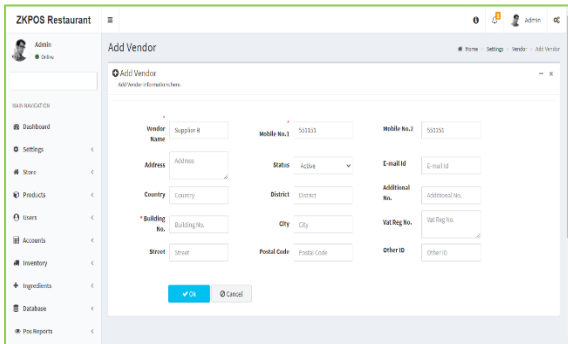 ZKPOS Restaurant
Admin
Admin
Online
Add Vendor
Home - Settings - Vendor - Add Vendor
Add Vendor
Add Vendor Informations here.
MAIN NAVIGATION
Dashboard
Settings
Store
Products
Users
Accounts
Inventory
Ingredients
Database
Pos Reports
* Vendor Name Supplier B
* Mobile No.1 551151
Mobile No.2 551151
Address Address
Status Active
E-mail Id E-mail Id
Country Country
District District
Additional No. Additional No.
* Building No. Building No.
City City
Vat Reg No. Vat Reg No.
Street Street
Postal Code Postal Code
Other ID Other ID
Ok
Cancel